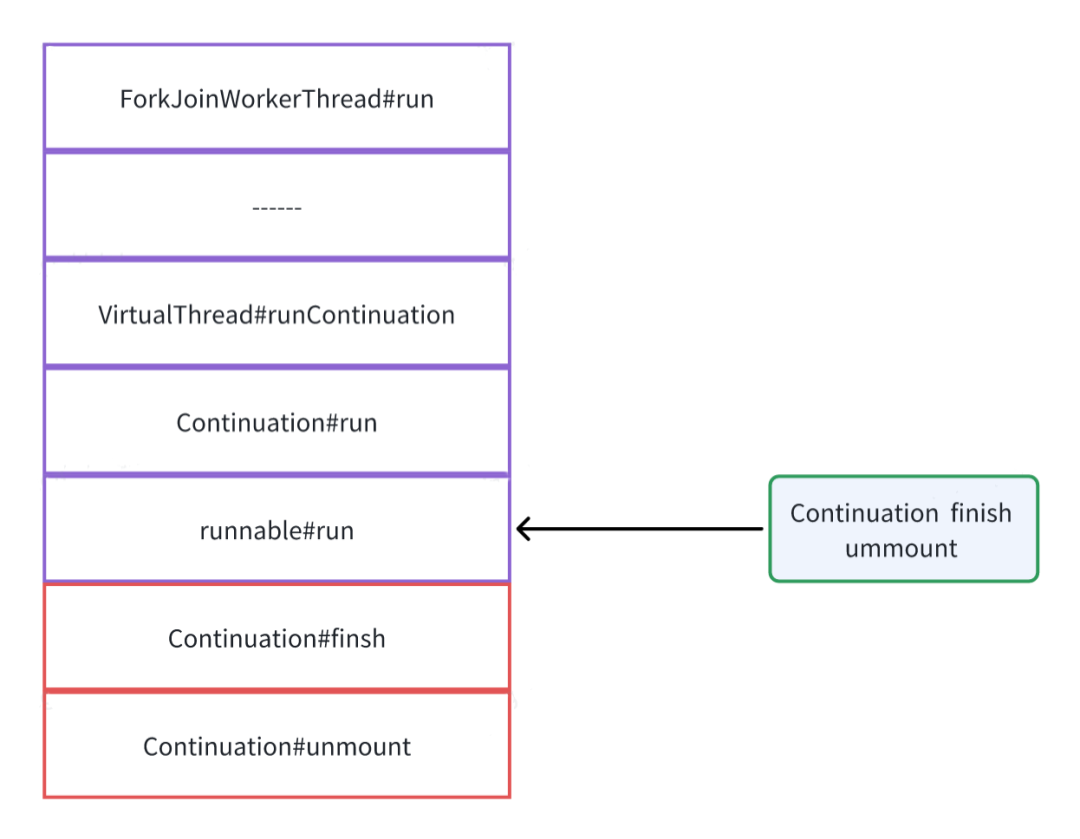 ForkJoinWorkerThread#run
------
VirtualThread#runContinuation
Continuation#run
runnable#run
Continuation finish
ummount
Continuation#finsh
Continuation#unmount